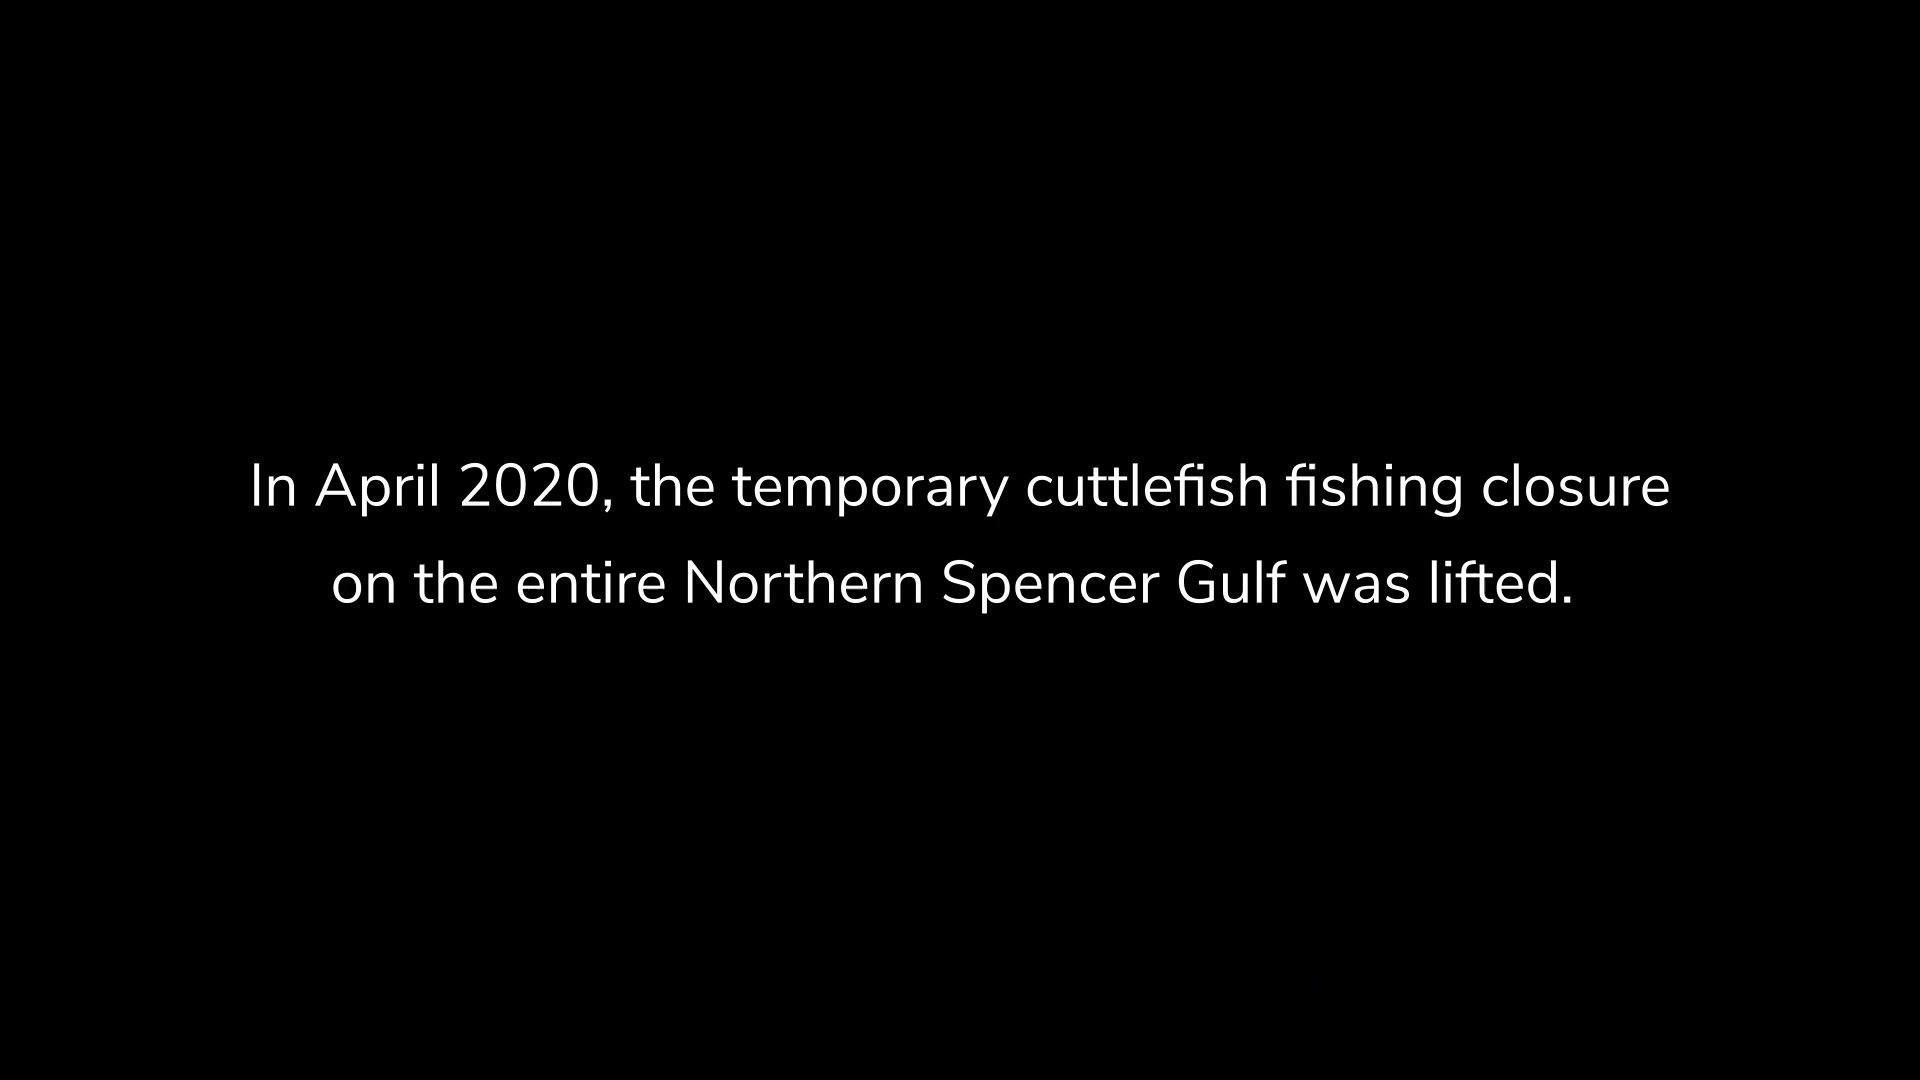 In April 2020, the temporary cuttlefish fishing closure
on the entire Northern Spencer Gulf was lifted.